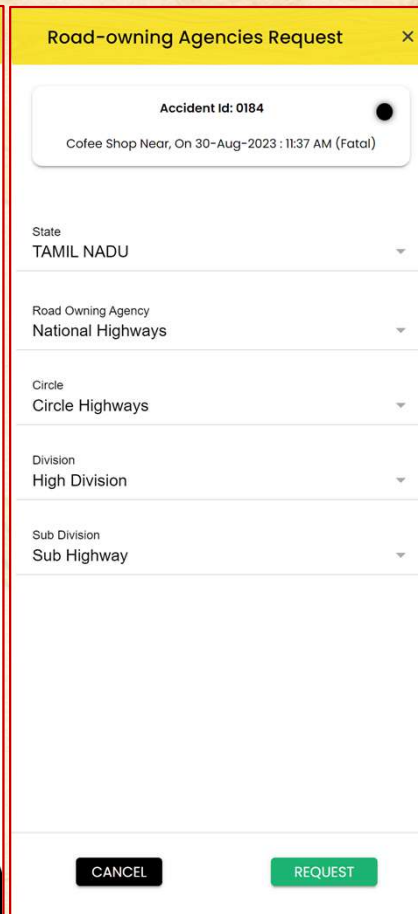 Road-owning Agencies Request ×
Accident Id: 0184
Cofee Shop Near, On 30-Aug-2023 : 11:37 AM (Fatal)
State
TAMIL NADU
Road Owning Agency
National Highways
Circle
Circle Highways
Division
High Division
Sub Division
Sub Highway
CANCEL REQUEST